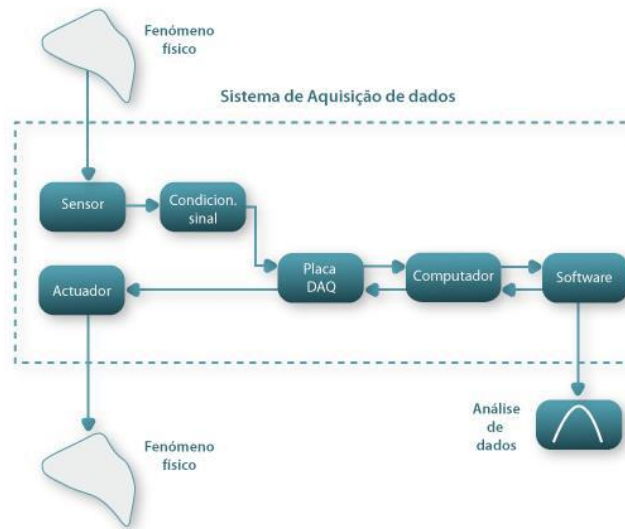 Fenómeno
físico
Sistema de Aquisição de dados
Sensor
Condicion.
sinal
Placa
DAQ
Computador
Software
Actuador
Análise
de
dados
Fenómeno
físico